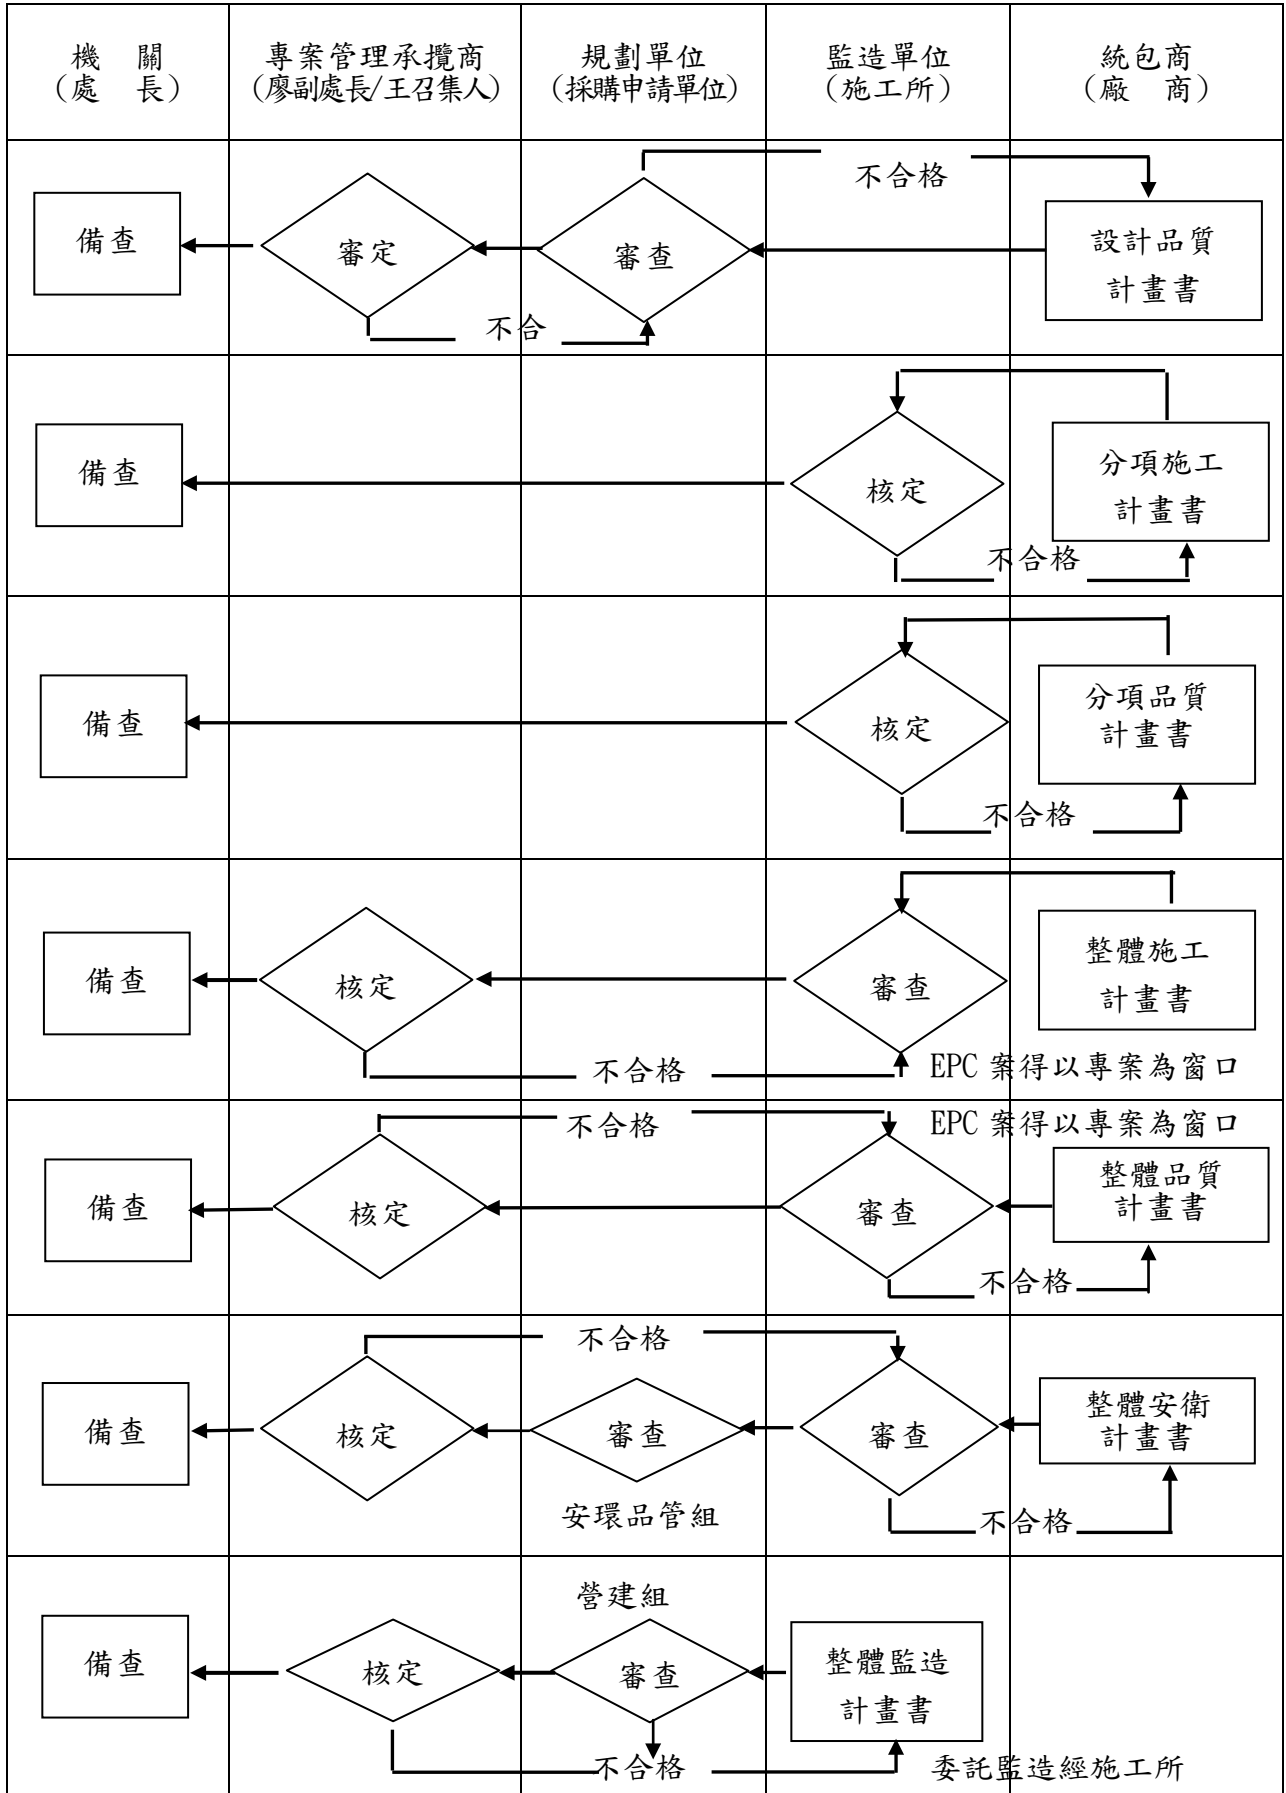 機　關
（處　長）
專案管理承攬商
（廖副處長/王召集人）
規劃單位
（採購申請單位）
監造單位
（施工所）
統包商
（廠　商）
不合格
備查
審定
審查
設計品質
計畫書
不合
備查
核定
分項施工
計畫書
不合格
備查
核定
分項品質
計畫書
不合格
備查
核定
審查
整體施工
計畫書
不合格
EPC 案得以專案為窗口
不合格
EPC 案得以專案為窗口
備查
核定
審查
整體品質
計畫書
不合格
不合格
備查
核定
審查
審查
整體安衛
計畫書
安環品管組
不合格
營建組
備查
核定
審查
整體監造
計畫書
不合格
委託監造經施工所